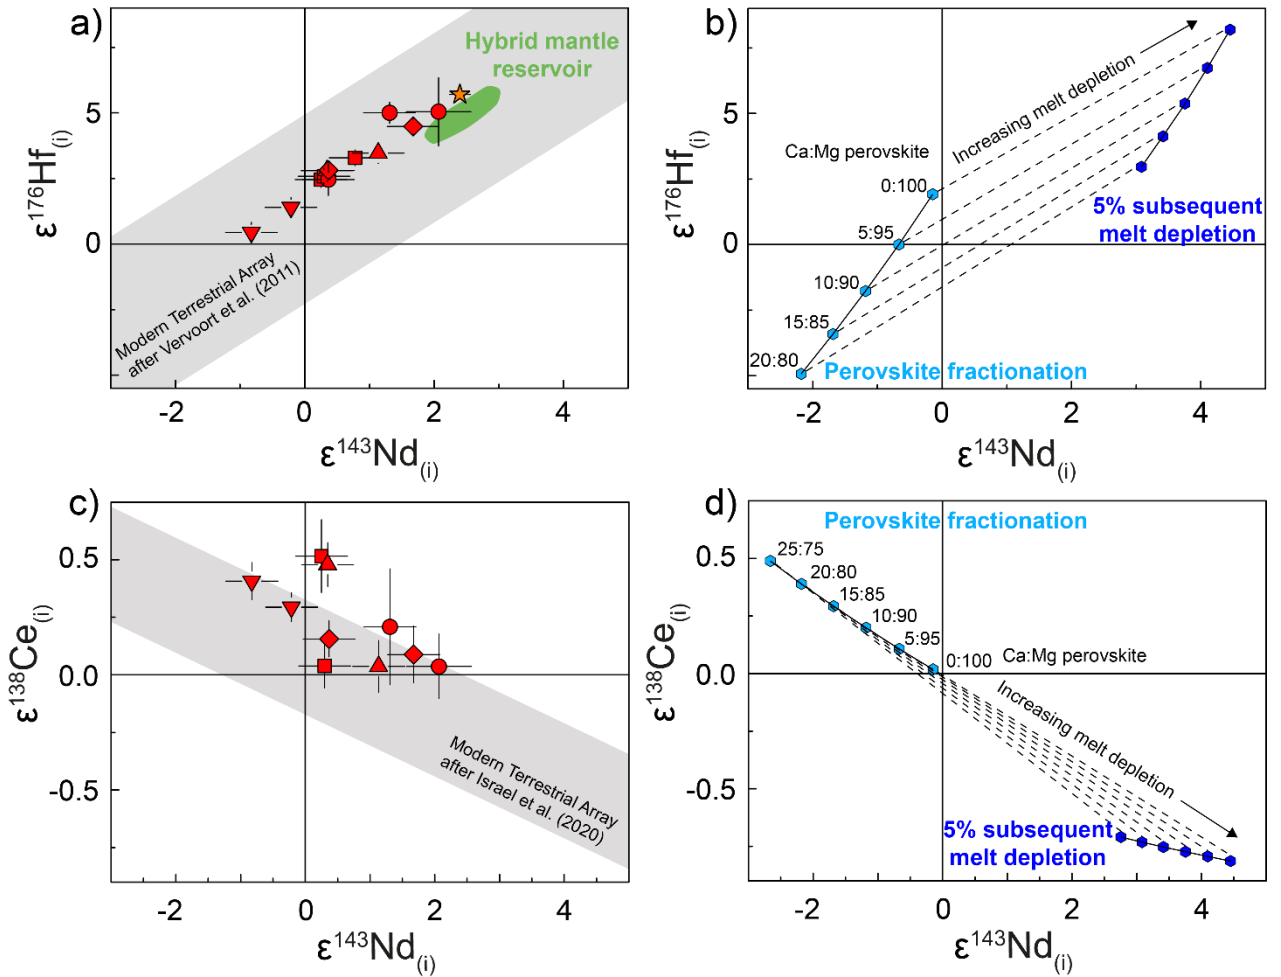 a)
Hybrid mantle
reservoir
5
0
ε176Hf(i)
Modern Terrestrial Array
after Vervoort et al. (2011)
-2
0
2
4
ε143Nd(i)
b)
Increasing melt depletion
Ca:Mg perovskite
0:100
5:95
10:90
15:85
20:80
5% subsequent
melt depletion
Perovskite fractionation
5
0
ε176Hf(i)
-2
0
2
4
ε143Nd(i)
c)
0.5
0.0
-0.5
ε138Ce(i)
Modern Terrestrial Array
after Israel et al. (2020)
-2
0
2
4
ε143Nd(i)
d)
Perovskite fractionation
25:75
20:80
15:85
10:90
5:95
0:100
Ca:Mg perovskite
Increasing melt depletion
5% subsequent
melt depletion
0.5
0.0
-0.5
ε138Ce(i)
-2
0
2
4
ε143Nd(i)